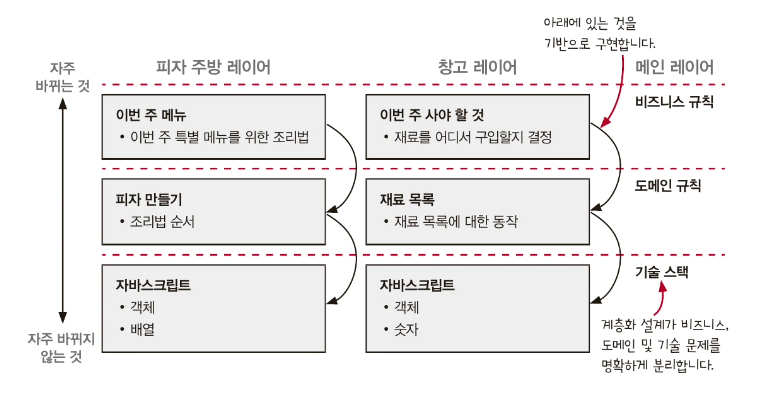 아래에 있는 것을
기반으로 구현합니다.
자주
바뀌는 것
피자 주방 레이어
창고 레이어
메인 레이어
이번 주 메뉴
• 이번 주 특별 메뉴를 위한 조리법
이번 주 사야 할 것
• 재료를 어디서 구입할지 결정
비즈니스 규칙
피자 만들기
• 조리법 순서
재료 목록
• 재료 목록에 대한 동작
도메인 규칙
자바스크립트
• 객체
• 배열
자바스크립트
• 객체
• 숫자
기술 스택
자주 바뀌지
않는 것
계층화 설계가 비즈니스,
도메인 및 기술 문제를
명확하게 분리합니다.